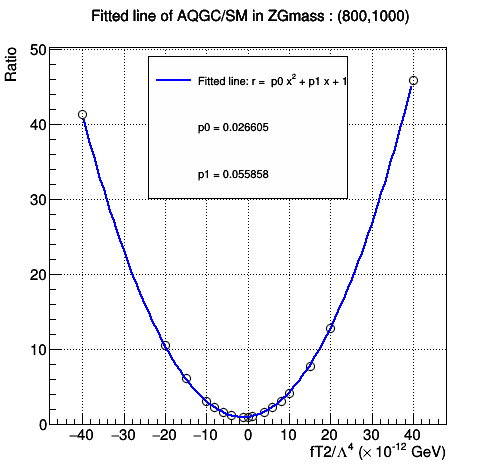 Fitted line of AQGC/SM in ZGmass : (800,1000)
Ratio
50
40
30
20
10
0
Fitted line: r = p0 x² + p1 x + 1
p0 = 0.026605
p1 = 0.055858
−40 −30 −20 −10 0 10 20 30 40
fT2/Λ⁴ (× 10⁻¹² GeV)